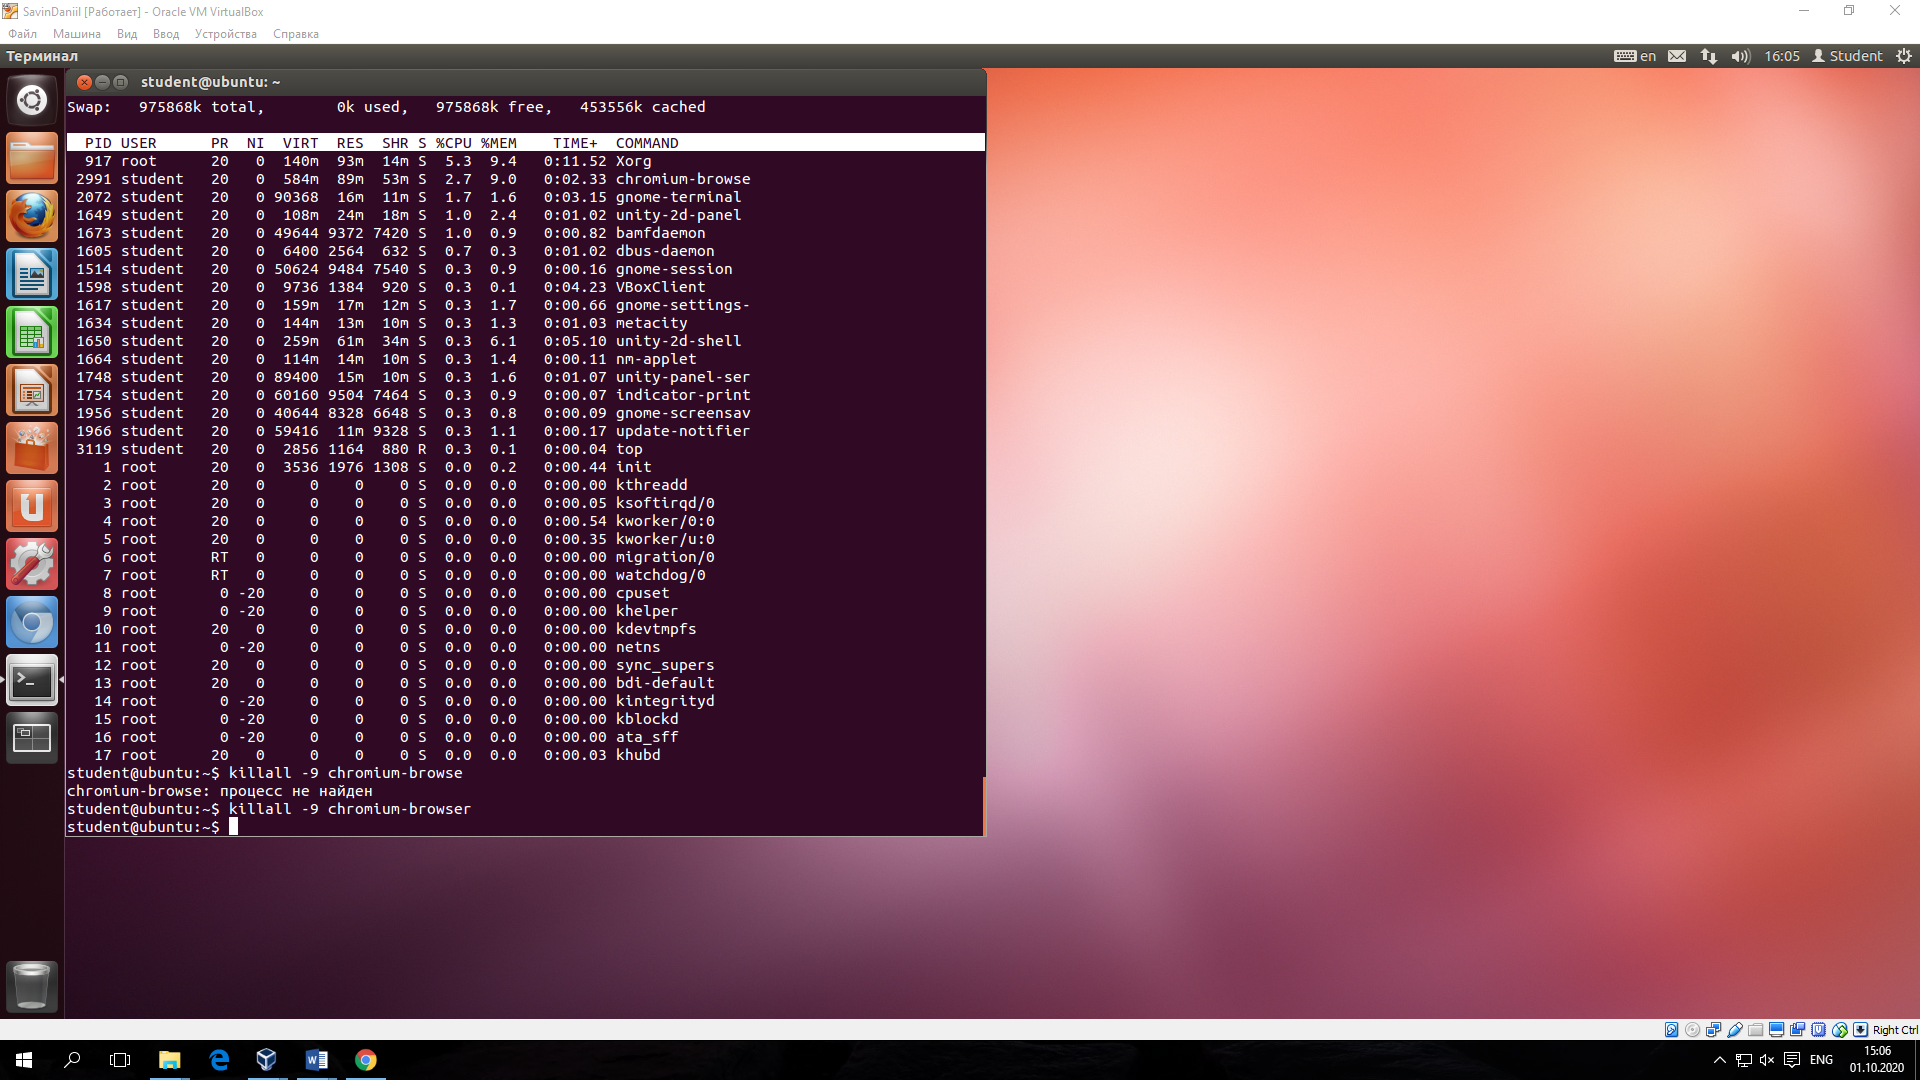 SavinDaniil [Работает] - Oracle VM VirtualBox
Файл Машина Вид Ввод Устройства Справка
Терминал en 16:05 Student
student@ubuntu: ~
Swap: 975868k total, 0k used, 975868k free, 453556k cached
PID USER PR NI VIRT RES SHR S %CPU %MEM TIME+ COMMAND
917 root 20 0 140m 93m 14m S 5.3 9.4 0:11.52 Xorg
2991 student 20 0 584m 89m 53m S 2.7 9.0 0:02.33 chromium-browse
2072 student 20 0 90368 16m 11m S 1.7 1.6 0:03.15 gnome-terminal
1649 student 20 0 108m 24m 18m S 1.0 2.4 0:01.02 unity-2d-panel
1673 student 20 0 49644 9372 7420 S 1.0 0.9 0:00.82 bamfdaemon
1605 student 20 0 6400 2564 632 S 0.7 0.3 0:01.02 dbus-daemon
1514 student 20 0 50624 9484 7540 S 0.3 0.9 0:00.16 gnome-session
1598 student 20 0 9736 1384 920 S 0.3 0.1 0:04.23 VBoxClient
1617 student 20 0 159m 17m 12m S 0.3 1.7 0:00.66 gnome-settings-
1634 student 20 0 144m 13m 10m S 0.3 1.3 0:01.03 metacity
1650 student 20 0 259m 61m 34m S 0.3 6.1 0:05.10 unity-2d-shell
1664 student 20 0 114m 14m 10m S 0.3 1.4 0:00.11 nm-applet
1748 student 20 0 89400 15m 10m S 0.3 1.6 0:01.07 unity-panel-ser
1754 student 20 0 60160 9504 7464 S 0.3 0.9 0:00.07 indicator-print
1956 student 20 0 40644 8328 6648 S 0.3 0.8 0:00.09 gnome-screensav
1966 student 20 0 59416 11m 9328 S 0.3 1.1 0:00.17 update-notifier
3119 student 20 0 2856 1164 880 R 0.3 0.1 0:00.04 top
1 root 20 0 3536 1976 1308 S 0.0 0.2 0:00.44 init
2 root 20 0 0 0 0 S 0.0 0.0 0:00.00 kthreadd
3 root 20 0 0 0 0 S 0.0 0.0 0:00.05 ksoftirqd/0
4 root 20 0 0 0 0 S 0.0 0.0 0:00.54 kworker/0:0
5 root 20 0 0 0 0 S 0.0 0.0 0:00.35 kworker/u:0
6 root RT 0 0 0 0 S 0.0 0.0 0:00.00 migration/0
7 root RT 0 0 0 0 S 0.0 0.0 0:00.00 watchdog/0
8 root 0 -20 0 0 0 S 0.0 0.0 0:00.00 cpuset
9 root 0 -20 0 0 0 S 0.0 0.0 0:00.00 khelper
10 root 20 0 0 0 0 S 0.0 0.0 0:00.00 kdevtmpfs
11 root 0 -20 0 0 0 S 0.0 0.0 0:00.00 netns
12 root 20 0 0 0 0 S 0.0 0.0 0:00.00 sync_supers
13 root 20 0 0 0 0 S 0.0 0.0 0:00.00 bdi-default
14 root 0 -20 0 0 0 S 0.0 0.0 0:00.00 kintegrityd
15 root 0 -20 0 0 0 S 0.0 0.0 0:00.00 kblockd
16 root 0 -20 0 0 0 S 0.0 0.0 0:00.00 ata_sff
17 root 20 0 0 0 0 S 0.0 0.0 0:00.03 khubd
student@ubuntu:~$ killall -9 chromium-browse
chromium-browse: процесс не найден
student@ubuntu:~$ killall -9 chromium-browser
student@ubuntu:~$
Right Ctrl
ENG
15:06
01.10.2020